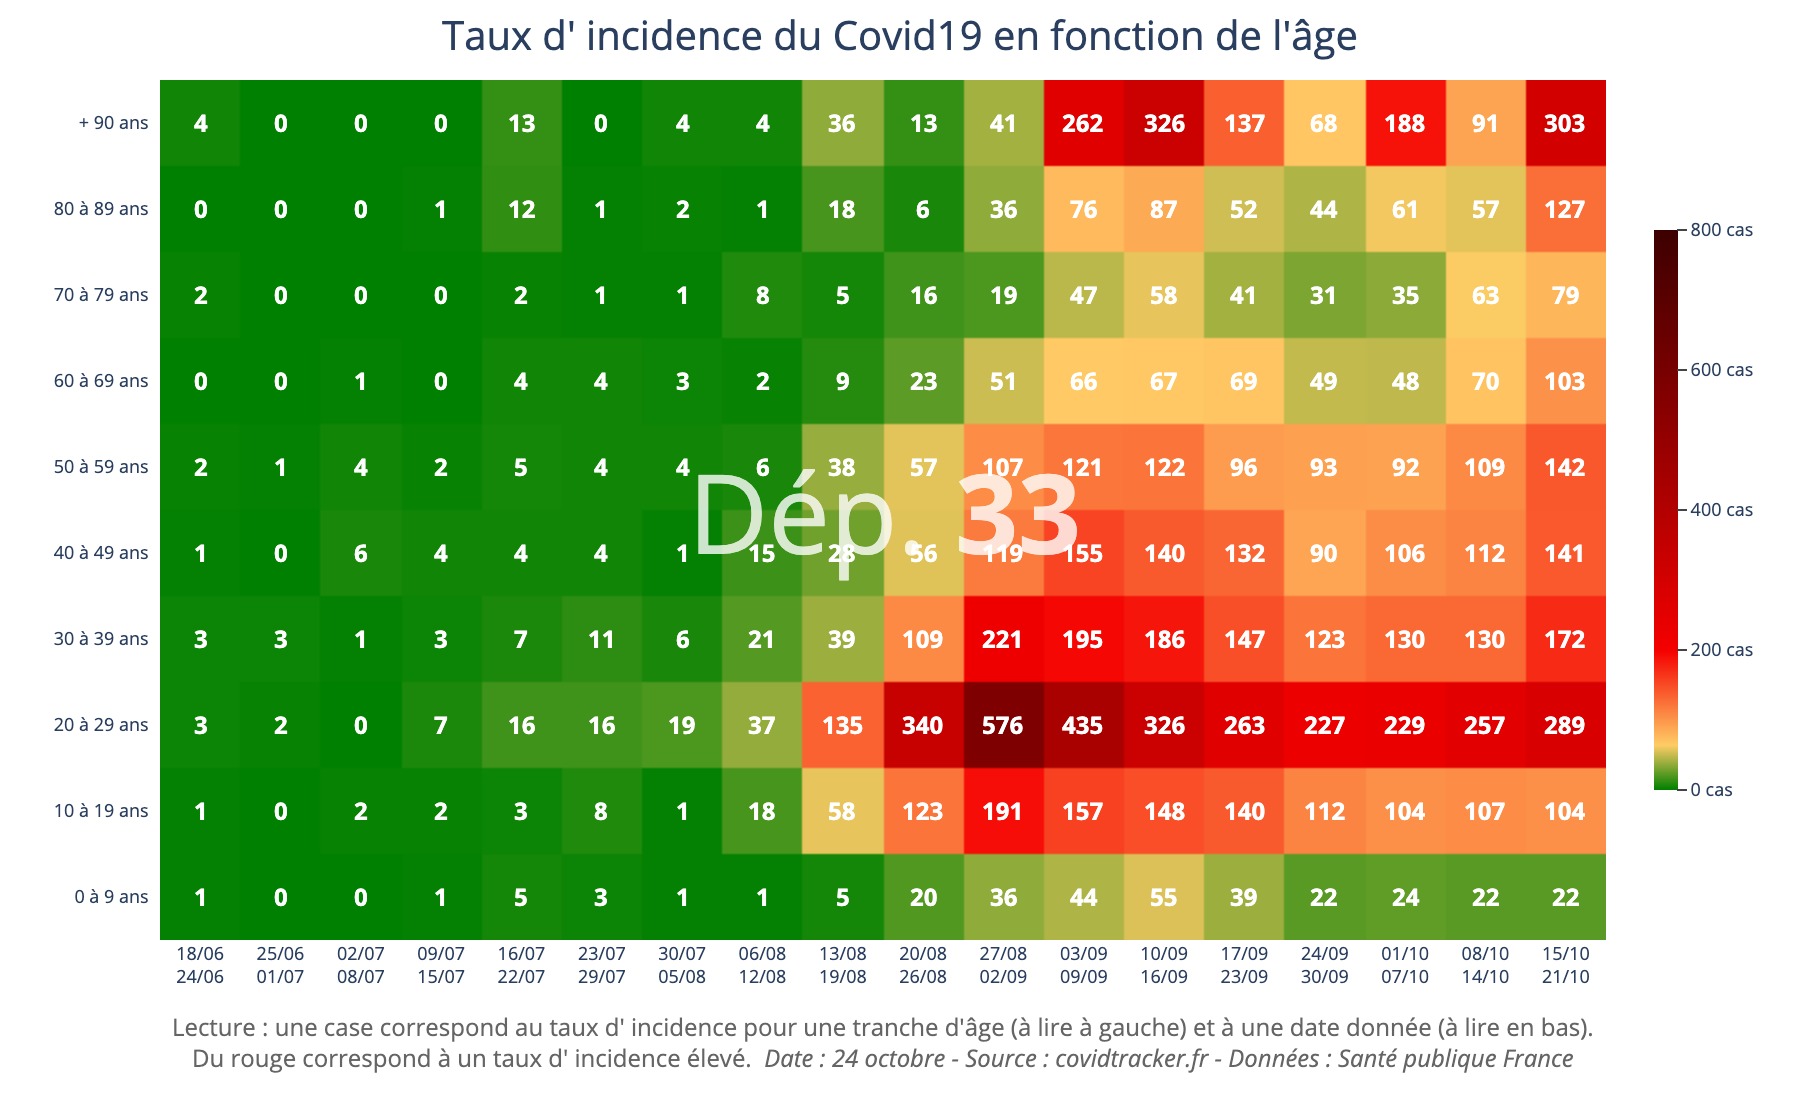 Taux d' incidence du Covid19 en fonction de l'âge
+ 90 ans 4 0 0 0 13 0 4 4 36 13 41 262 326 137 68 188 91 303
80 à 89 ans 0 0 0 1 12 1 2 1 18 6 36 76 87 52 44 61 57 127
70 à 79 ans 2 0 0 0 2 1 1 8 5 16 19 47 58 41 31 35 63 79
60 à 69 ans 0 0 1 0 4 4 3 2 9 23 51 66 67 69 49 48 70 103
50 à 59 ans 2 1 4 2 5 4 4 6 38 57 107 121 122 96 93 92 109 142
Dép. 33
40 à 49 ans 1 0 6 4 4 4 1 15 28 56 119 155 140 132 90 106 112 141
30 à 39 ans 3 3 1 3 7 11 6 21 39 109 221 195 186 147 123 130 130 172
20 à 29 ans 3 2 0 7 16 16 19 37 135 340 576 435 326 263 227 229 257 289
10 à 19 ans 1 0 2 2 3 8 1 18 58 123 191 157 148 140 112 104 107 104
0 à 9 ans 1 0 0 1 5 3 1 1 5 20 36 44 55 39 22 24 22 22
18/06 25/06 02/07 09/07 16/07 23/07 30/07 06/08 13/08 20/08 27/08 03/09 10/09 17/09 24/09 01/10 08/10 15/10
24/06 01/07 08/07 15/07 22/07 29/07 05/08 12/08 19/08 26/08 02/09 09/09 16/09 23/09 30/09 07/10 14/10 21/10
800 cas
600 cas
400 cas
200 cas
0 cas
Lecture : une case correspond au taux d' incidence pour une tranche d'âge (à lire à gauche) et à une date donnée (à lire en bas).
Du rouge correspond à un taux d' incidence élevé. Date : 24 octobre - Source : covidtracker.fr - Données : Santé publique France